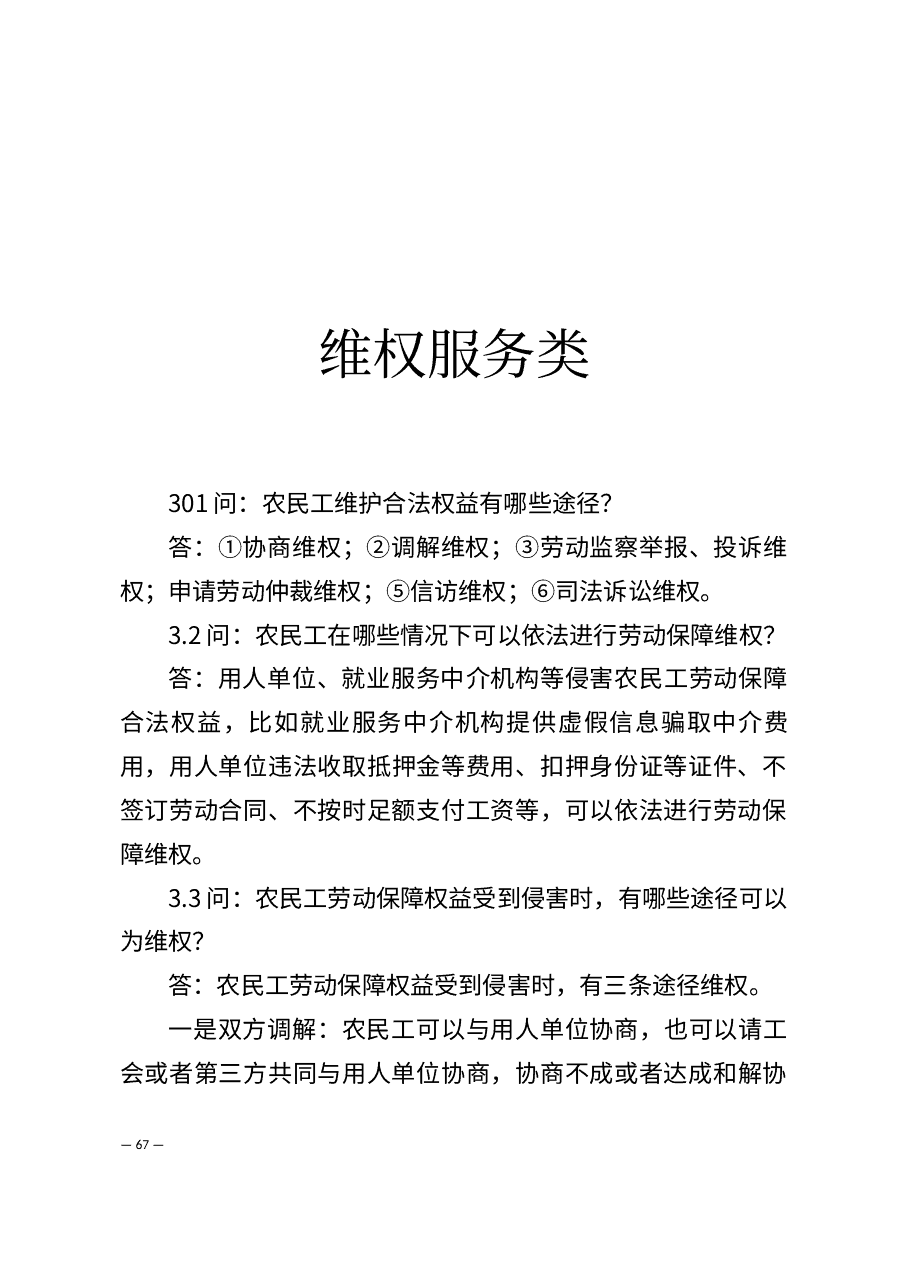 维权服务类
301 问：农民工维护合法权益有哪些途径？
答：①协商维权；②调解维权；③劳动监察举报、投诉维
权；申请劳动仲裁维权；⑤信访维权；⑥司法诉讼维权。
3.2 问：农民工在哪些情况下可以依法进行劳动保障维权？
答：用人单位、就业服务中介机构等侵害农民工劳动保障
合法权益，比如就业服务中介机构提供虚假信息骗取中介费
用，用人单位违法收取抵押金等费用、扣押身份证等证件、不
签订劳动合同、不按时足额支付工资等，可以依法进行劳动保
障维权。
3.3 问：农民工劳动保障权益受到侵害时，有哪些途径可以
为维权？
答：农民工劳动保障权益受到侵害时，有三条途径维权。
一是双方调解：农民工可以与用人单位协商，也可以请工
会或者第三方共同与用人单位协商，协商不成或者达成和解协
— 67 —